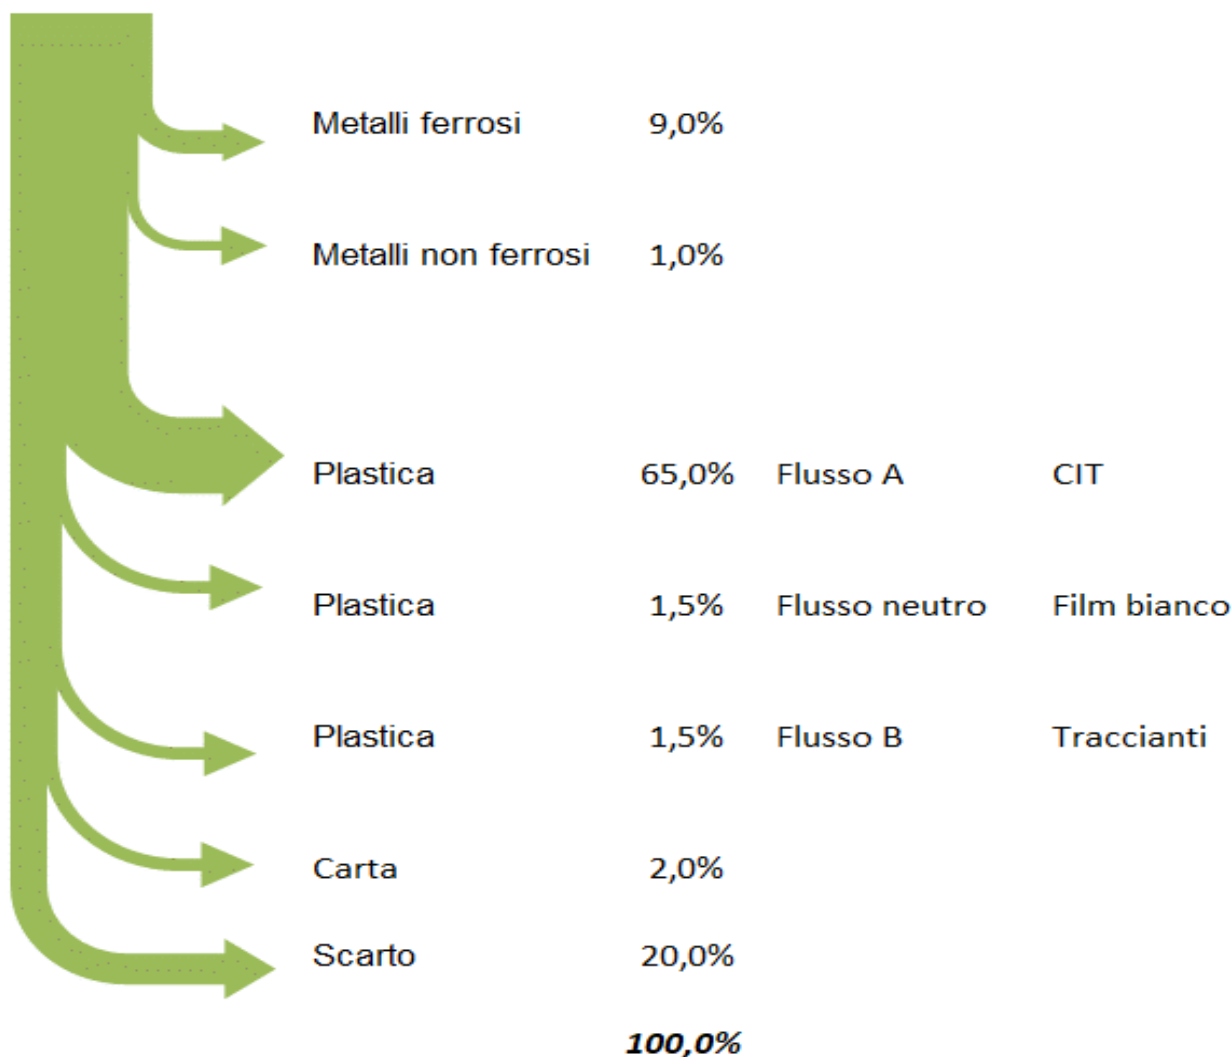 Metalli ferrosi 9,0%
Metalli non ferrosi 1,0%
Plastica 65,0% Flusso A CIT
Plastica 1,5% Flusso neutro Film bianco
Plastica 1,5% Flusso B Traccianti
Carta 2,0%
Scarto 20,0%
100,0%